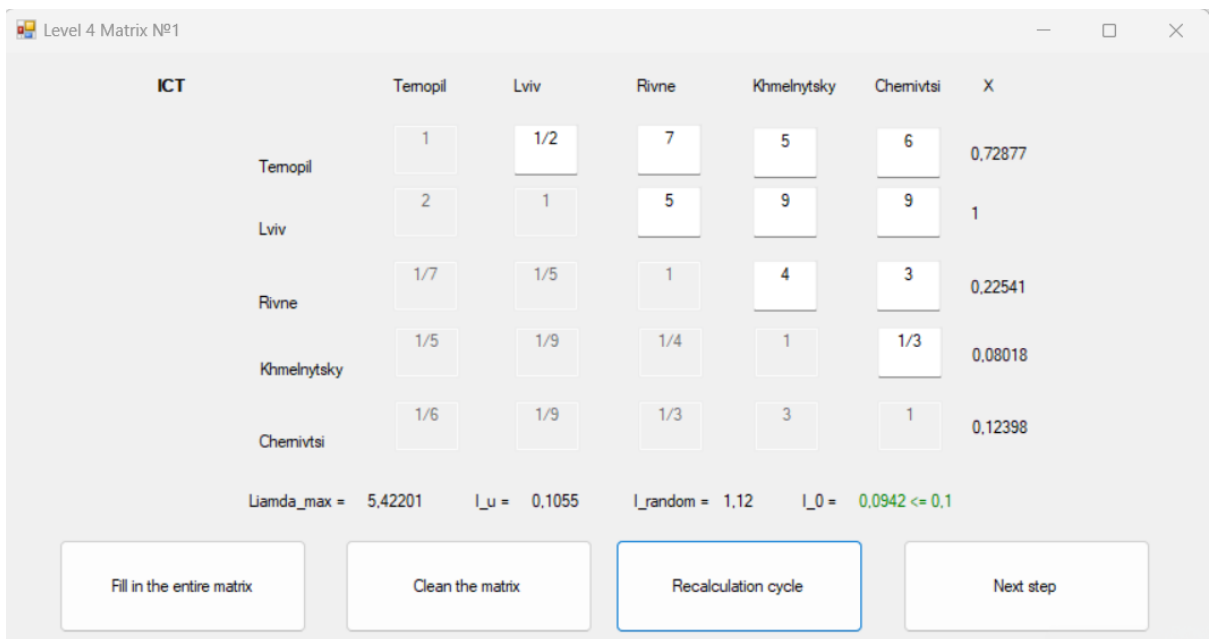 Level 4 Matrix №1
ICT Ternopil Lviv Rivne Khmelnytsky Chernivtsi X
Ternopil 1 1/2 7 5 6 0,72877
Lviv 2 1 5 9 9 1
Rivne 1/7 1/5 1 4 3 0,22541
Khmelnytsky 1/5 1/9 1/4 1 1/3 0,08018
Chernivtsi 1/6 1/9 1/3 3 1 0,12398
Liamda_max = 5,42201 I_u = 0,1055 I_random = 1,12 I_0 = 0,0942 <= 0,1
Fill in the entire matrix Clean the matrix Recalculation cycle Next step